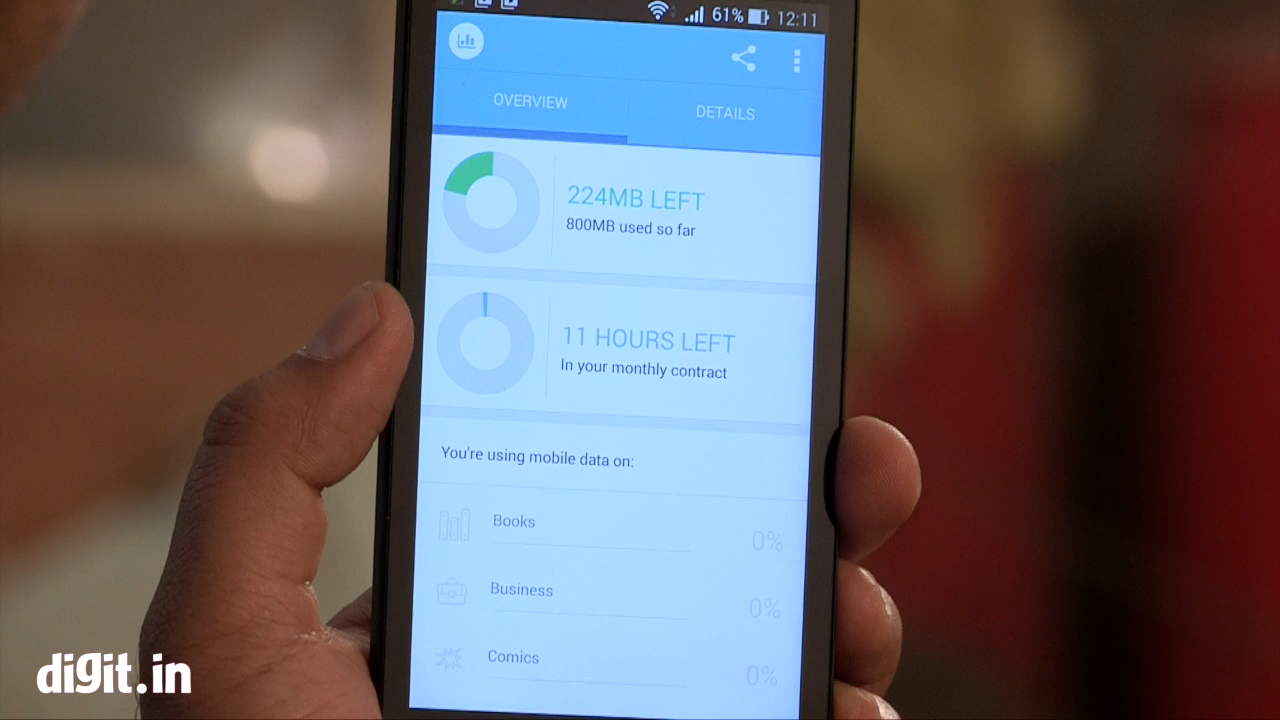 61% 12:11
OVERVIEW DETAILS
224MB LEFT
800MB used so far
11 HOURS LEFT
In your monthly contract
You're using mobile data on:
Books 0%
Business 0%
Comics 0%
digit.in